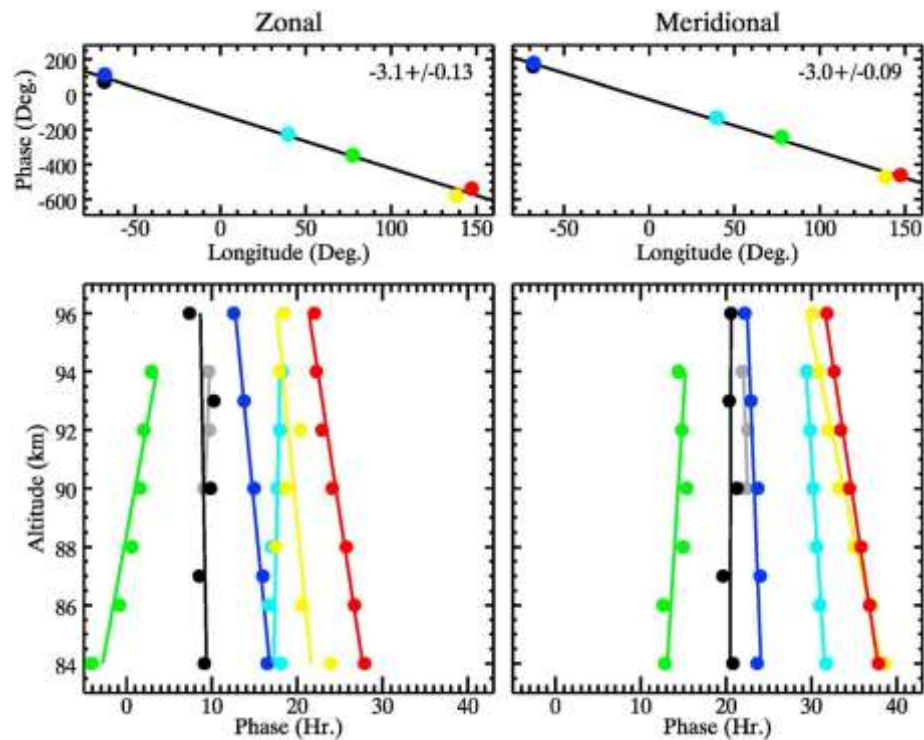 Zonal Meridional
200
0
-200
-400
-600
Phase (Deg.)
-3.1+/-0.13 -3.0+/-0.09
-50 0 50 100 150 -50 0 50 100 150
Longitude (Deg.) Longitude (Deg.)
96
94
92
90
88
86
84
Altitude (km)
0 10 20 30 40 0 10 20 30 40
Phase (Hr.) Phase (Hr.)